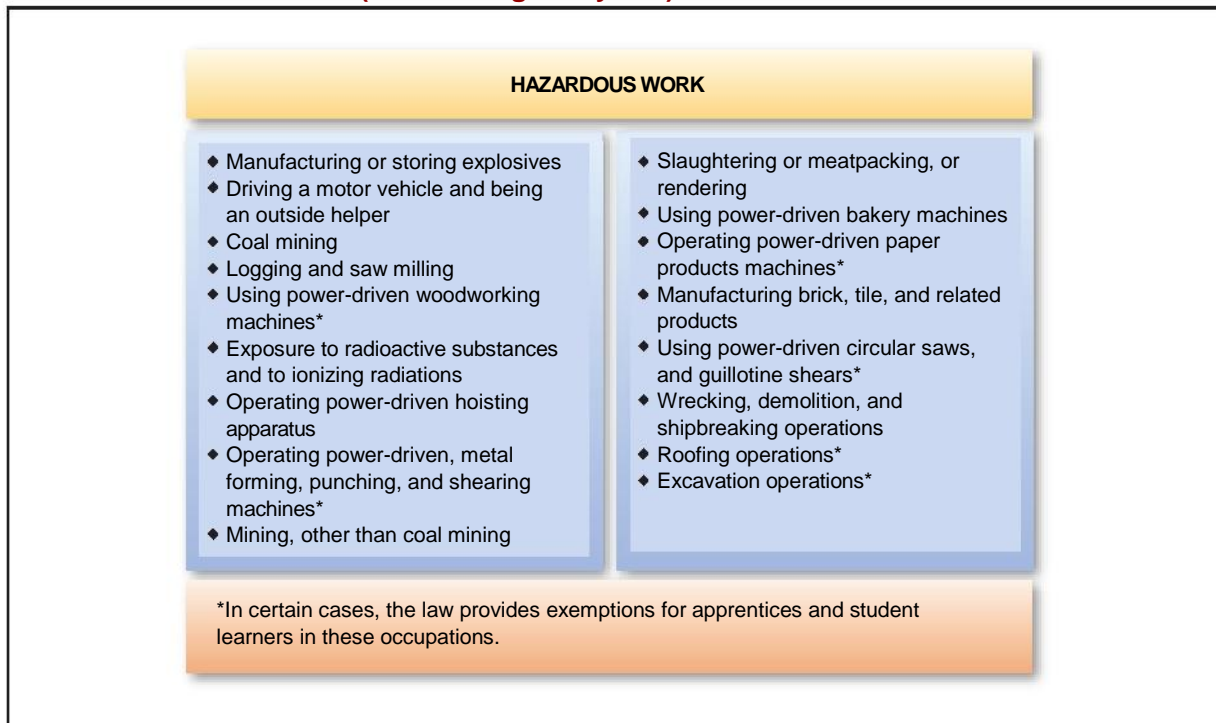 HAZARDOUS WORK
◆ Manufacturing or storing explosives
◆ Driving a motor vehicle and being
an outside helper
◆ Coal mining
◆ Logging and saw milling
◆ Using power-driven woodworking
machines*
◆ Exposure to radioactive substances
and to ionizing radiations
◆ Operating power-driven hoisting
apparatus
◆ Operating power-driven, metal
forming, punching, and shearing
machines*
◆ Mining, other than coal mining
◆ Slaughtering or meatpacking, or
rendering
◆ Using power-driven bakery machines
◆ Operating power-driven paper
products machines*
◆ Manufacturing brick, tile, and related
products
◆ Using power-driven circular saws,
and guillotine shears*
◆ Wrecking, demolition, and
shipbreaking operations
◆ Roofing operations*
◆ Excavation operations*
*In certain cases, the law provides exemptions for apprentices and student
learners in these occupations.